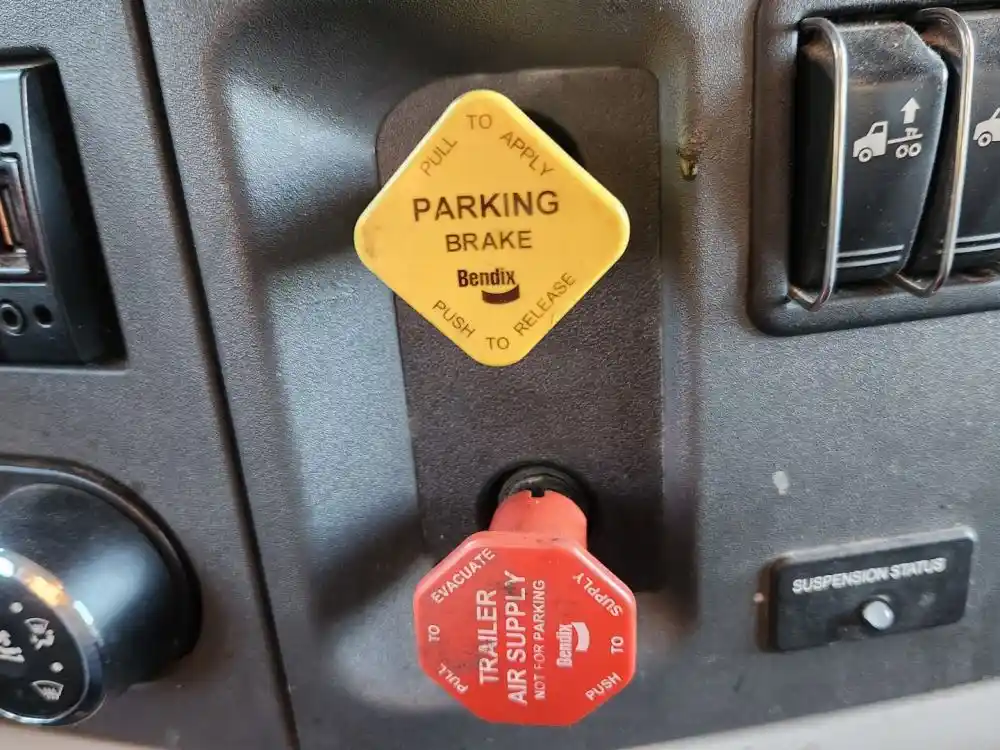 PULL TO APPLY
PARKING
BRAKE
Bendix
PUSH TO RELEASE
PULL TO EVACUATE
TRAILER
AIR SUPPLY
NOT FOR PARKING
Bendix
PUSH TO SUPPLY
SUSPENSION STATUS